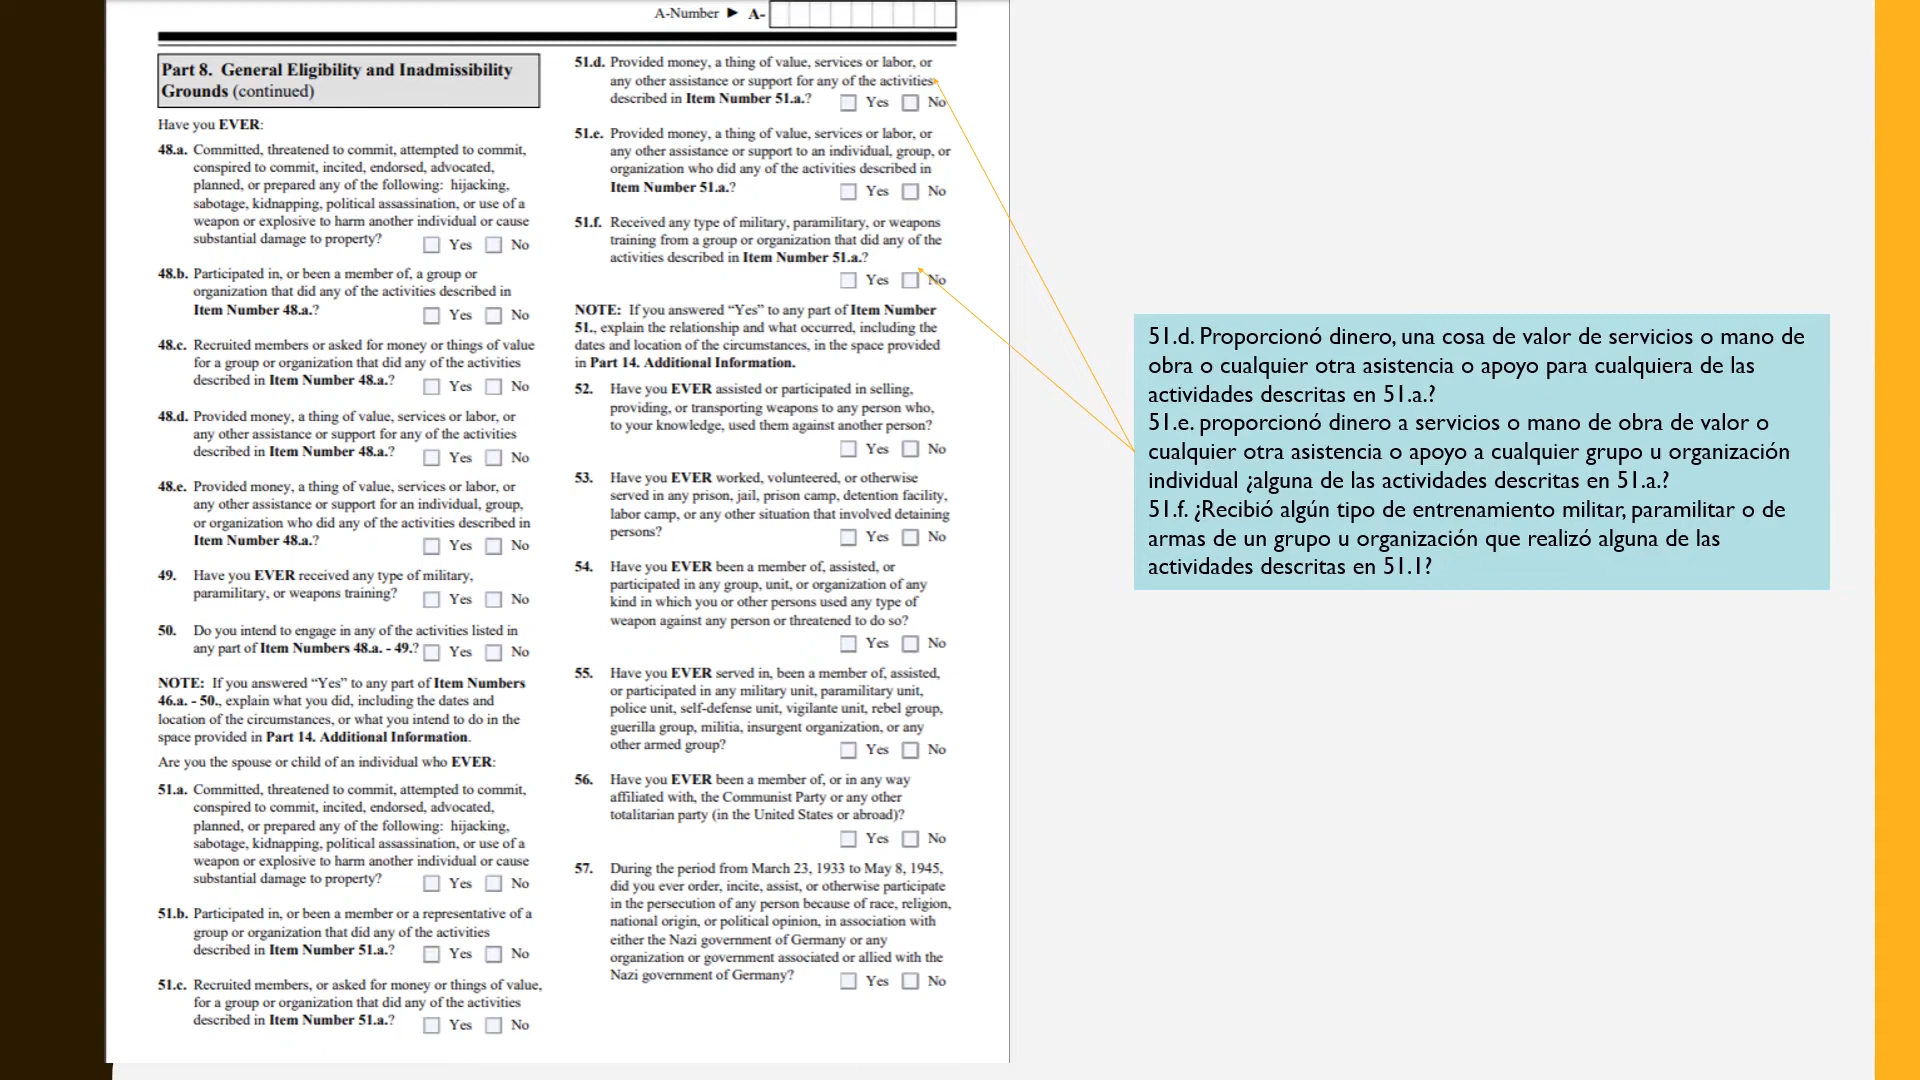 A-Number ► A-
Part 8. General Eligibility and Inadmissibility
Grounds (continued)
Have you EVER:
48.a. Committed, threatened to commit, attempted to commit,
conspired to commit, incited, endorsed, advocated,
planned, or prepared any of the following: hijacking,
sabotage, kidnapping, political assassination, or use of a
weapon or explosive to harm another individual or cause
substantial damage to property? Yes No
48.b. Participated in, or been a member of, a group or
organization that did any of the activities described in
Item Number 48.a.? Yes No
48.c. Recruited members or asked for money or things of value
for a group or organization that did any of the activities
described in Item Number 48.a.? Yes No
48.d. Provided money, a thing of value, services or labor, or
any other assistance or support for any of the activities
described in Item Number 48.a.? Yes No
48.e. Provided money, a thing of value, services or labor, or
any other assistance or support for an individual, group,
or organization who did any of the activities described in
Item Number 48.a.? Yes No
49. Have you EVER received any type of military,
paramilitary, or weapons training? Yes No
50. Do you intend to engage in any of the activities listed in
any part of Item Numbers 48.a. - 49.? Yes No
NOTE: If you answered “Yes” to any part of Item Numbers
46.a. - 50., explain what you did, including the dates and
location of the circumstances, or what you intend to do in the
space provided in Part 14. Additional Information.
Are you the spouse or child of an individual who EVER:
51.a. Committed, threatened to commit, attempted to commit,
conspired to commit, incited, endorsed, advocated,
planned, or prepared any of the following: hijacking,
sabotage, kidnapping, political assassination, or use of a
weapon or explosive to harm another individual or cause
substantial damage to property? Yes No
51.b. Participated in, or been a member or a representative of a
group or organization that did any of the activities
described in Item Number 51.a.? Yes No
51.c. Recruited members, or asked for money or things of value,
for a group or organization that did any of the activities
described in Item Number 51.a.? Yes No
51.d. Provided money, a thing of value, services or labor, or
any other assistance or support for any of the activities
described in Item Number 51.a.? Yes No
51.e. Provided money, a thing of value, services or labor, or
any other assistance or support to an individual, group, or
organization who did any of the activities described in
Item Number 51.a.? Yes No
51.f. Received any type of military, paramilitary, or weapons
training from a group or organization that did any of the
activities described in Item Number 51.a.?
Yes No
NOTE: If you answered “Yes” to any part of Item Number
51., explain the relationship and what occurred, including the
dates and location of the circumstances, in the space provided
in Part 14. Additional Information.
52. Have you EVER assisted or participated in selling,
providing, or transporting weapons to any person who,
to your knowledge, used them against another person?
Yes No
53. Have you EVER worked, volunteered, or otherwise
served in any prison, jail, prison camp, detention facility,
labor camp, or any other situation that involved detaining
persons? Yes No
54. Have you EVER been a member of, assisted, or
participated in any group, unit, or organization of any
kind in which you or other persons used any type of
weapon against any person or threatened to do so?
Yes No
55. Have you EVER served in, been a member of, assisted,
or participated in any military unit, paramilitary unit,
police unit, self-defense unit, vigilante unit, rebel group,
guerilla group, militia, insurgent organization, or any
other armed group? Yes No
56. Have you EVER been a member of, or in any way
affiliated with, the Communist Party or any other
totalitarian party (in the United States or abroad)?
Yes No
57. During the period from March 23, 1933 to May 8, 1945,
did you ever order, incite, assist, or otherwise participate
in the persecution of any person because of race, religion,
national origin, or political opinion, in association with
either the Nazi government of Germany or any
organization or government associated or allied with the
Nazi government of Germany? Yes No
51.d. Proporcionó dinero, una cosa de valor de servicios o mano de
obra o cualquier otra asistencia o apoyo para cualquiera de las
actividades descritas en 51.a.?
51.e. proporcionó dinero a servicios o mano de obra de valor o
cualquier otra asistencia o apoyo a cualquier grupo u organización
individual ¿alguna de las actividades descritas en 51.a.?
51.f. ¿Recibió algún tipo de entrenamiento militar, paramilitar o de
armas de un grupo u organización que realizó alguna de las
actividades descritas en 51.1?